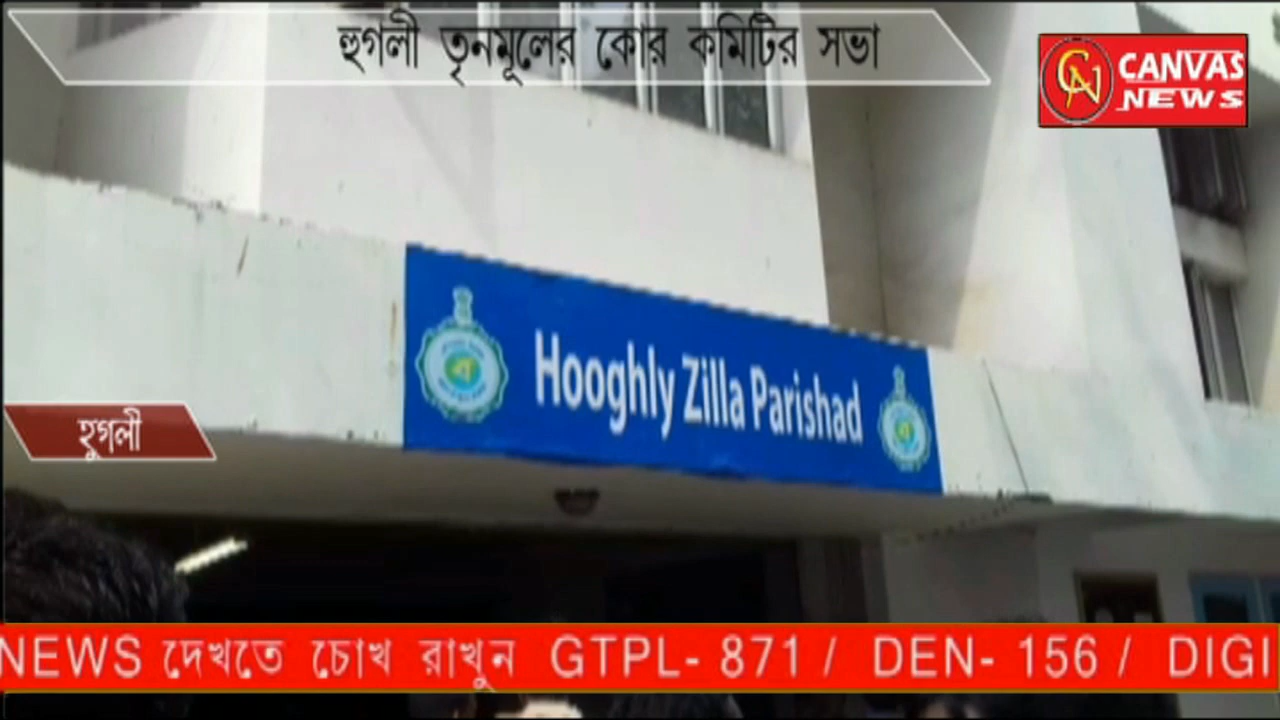 হুগলী তৃনমূলের কোর কমিটির সভা
CANVAS
NEWS
Hooghly Zilla Parishad
হুগলী
NEWS দেখতে চোখ রাখুন GTPL- 871 / DEN- 156 / DIGI